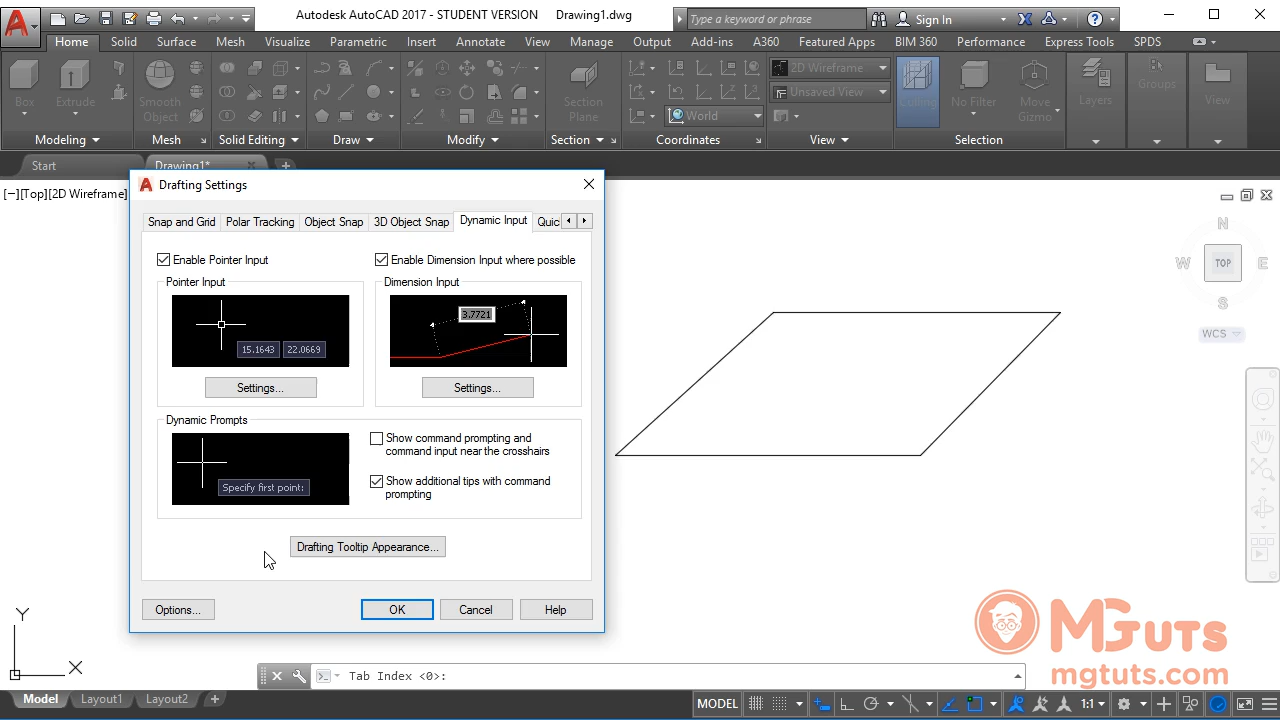 Autodesk AutoCAD 2017 - STUDENT VERSION Drawing1.dwg
Type a keyword or phrase
Sign In
Home Solid Surface Mesh Visualize Parametric Insert Annotate View Manage Output Add-ins A360 Featured Apps BIM 360 Performance Express Tools SPDS
Box
Extrude
Smooth
Object
Section
Plane
2D Wireframe
Unsaved View
World
Culling
No Filter
Move
Gizmo
Layers
Groups
View
Modeling
Mesh
Solid Editing
Draw
Modify
Section
Coordinates
View
Selection
Start
Drawing1*
[−][Top][2D Wireframe]
Drafting Settings
Snap and Grid Polar Tracking Object Snap 3D Object Snap Dynamic Input Quic
Enable Pointer Input
Enable Dimension Input where possible
Pointer Input
15.1643 22.0669
Settings...
Dimension Input
3.7721
Settings...
Dynamic Prompts
Specify first point:
Show command prompting and
command input near the crosshairs
Show additional tips with command
prompting
Drafting Tooltip Appearance...
Options... OK Cancel Help
N
W TOP E
S
WCS
Y
X
MGuts
mgtuts.com
Tab Index <0>:
Model Layout1 Layout2
MODEL
1:1